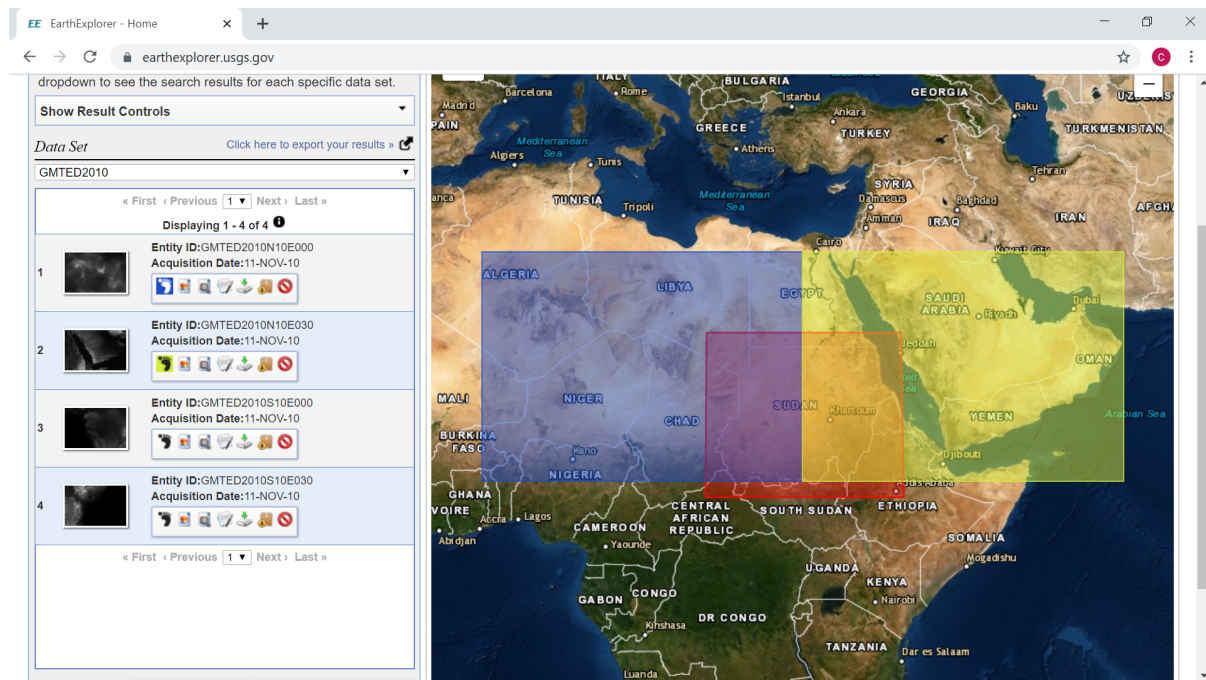 EE EarthExplorer - Home
earthexplorer.usgs.gov
C
dropdown to see the search results for each specific data set.
Show Result Controls
Data Set
Click here to export your results »
GMTED2010
« First ‹ Previous 1 Next › Last »
Displaying 1 - 4 of 4
1
Entity ID:GMTED2010N10E000
Acquisition Date:11-NOV-10
2
Entity ID:GMTED2010N10E030
Acquisition Date:11-NOV-10
3
Entity ID:GMTED2010S10E000
Acquisition Date:11-NOV-10
4
Entity ID:GMTED2010S10E030
Acquisition Date:11-NOV-10
« First ‹ Previous 1 Next › Last »
ITALY
BULGARIA
Barcelona
Rome
Istanbul
GEORGIA
Baku
Madrid
PAIN
Ankara
GREECE
TURKEY
TURKMENISTAN
Mediterranean
Sea
Algiers
Athens
Tunis
Tehran
SYRIA
anca
TUNISIA
Tripoli
Mediterranean
Sea
Damascus
Baghdad
AFGH
Amman
IRAQ
IRAN
Cairo
Kuwait City
ALGERIA
LIBYA
EGYPT
SAUDI
ARABIA
Riyadh
Dubai
Jeddah
OMAN
Red
Sea
MALI
NIGER
CHAD
SUDAN
Khartoum
YEMEN
Arabian Sea
BURKINA
FASO
Kano
Djibouti
NIGERIA
Addis Ababa
GHANA
VOIRE
Accra
Lagos
CENTRAL
AFRICAN
REPUBLIC
SOUTH SUDAN
ETHIOPIA
Abidjan
CAMEROON
Yaounde
SOMALIA
Mogadishu
UGANDA
KENYA
GABON
CONGO
Nairobi
DR CONGO
Kinshasa
TANZANIA
Dar es Salaam
Luanda